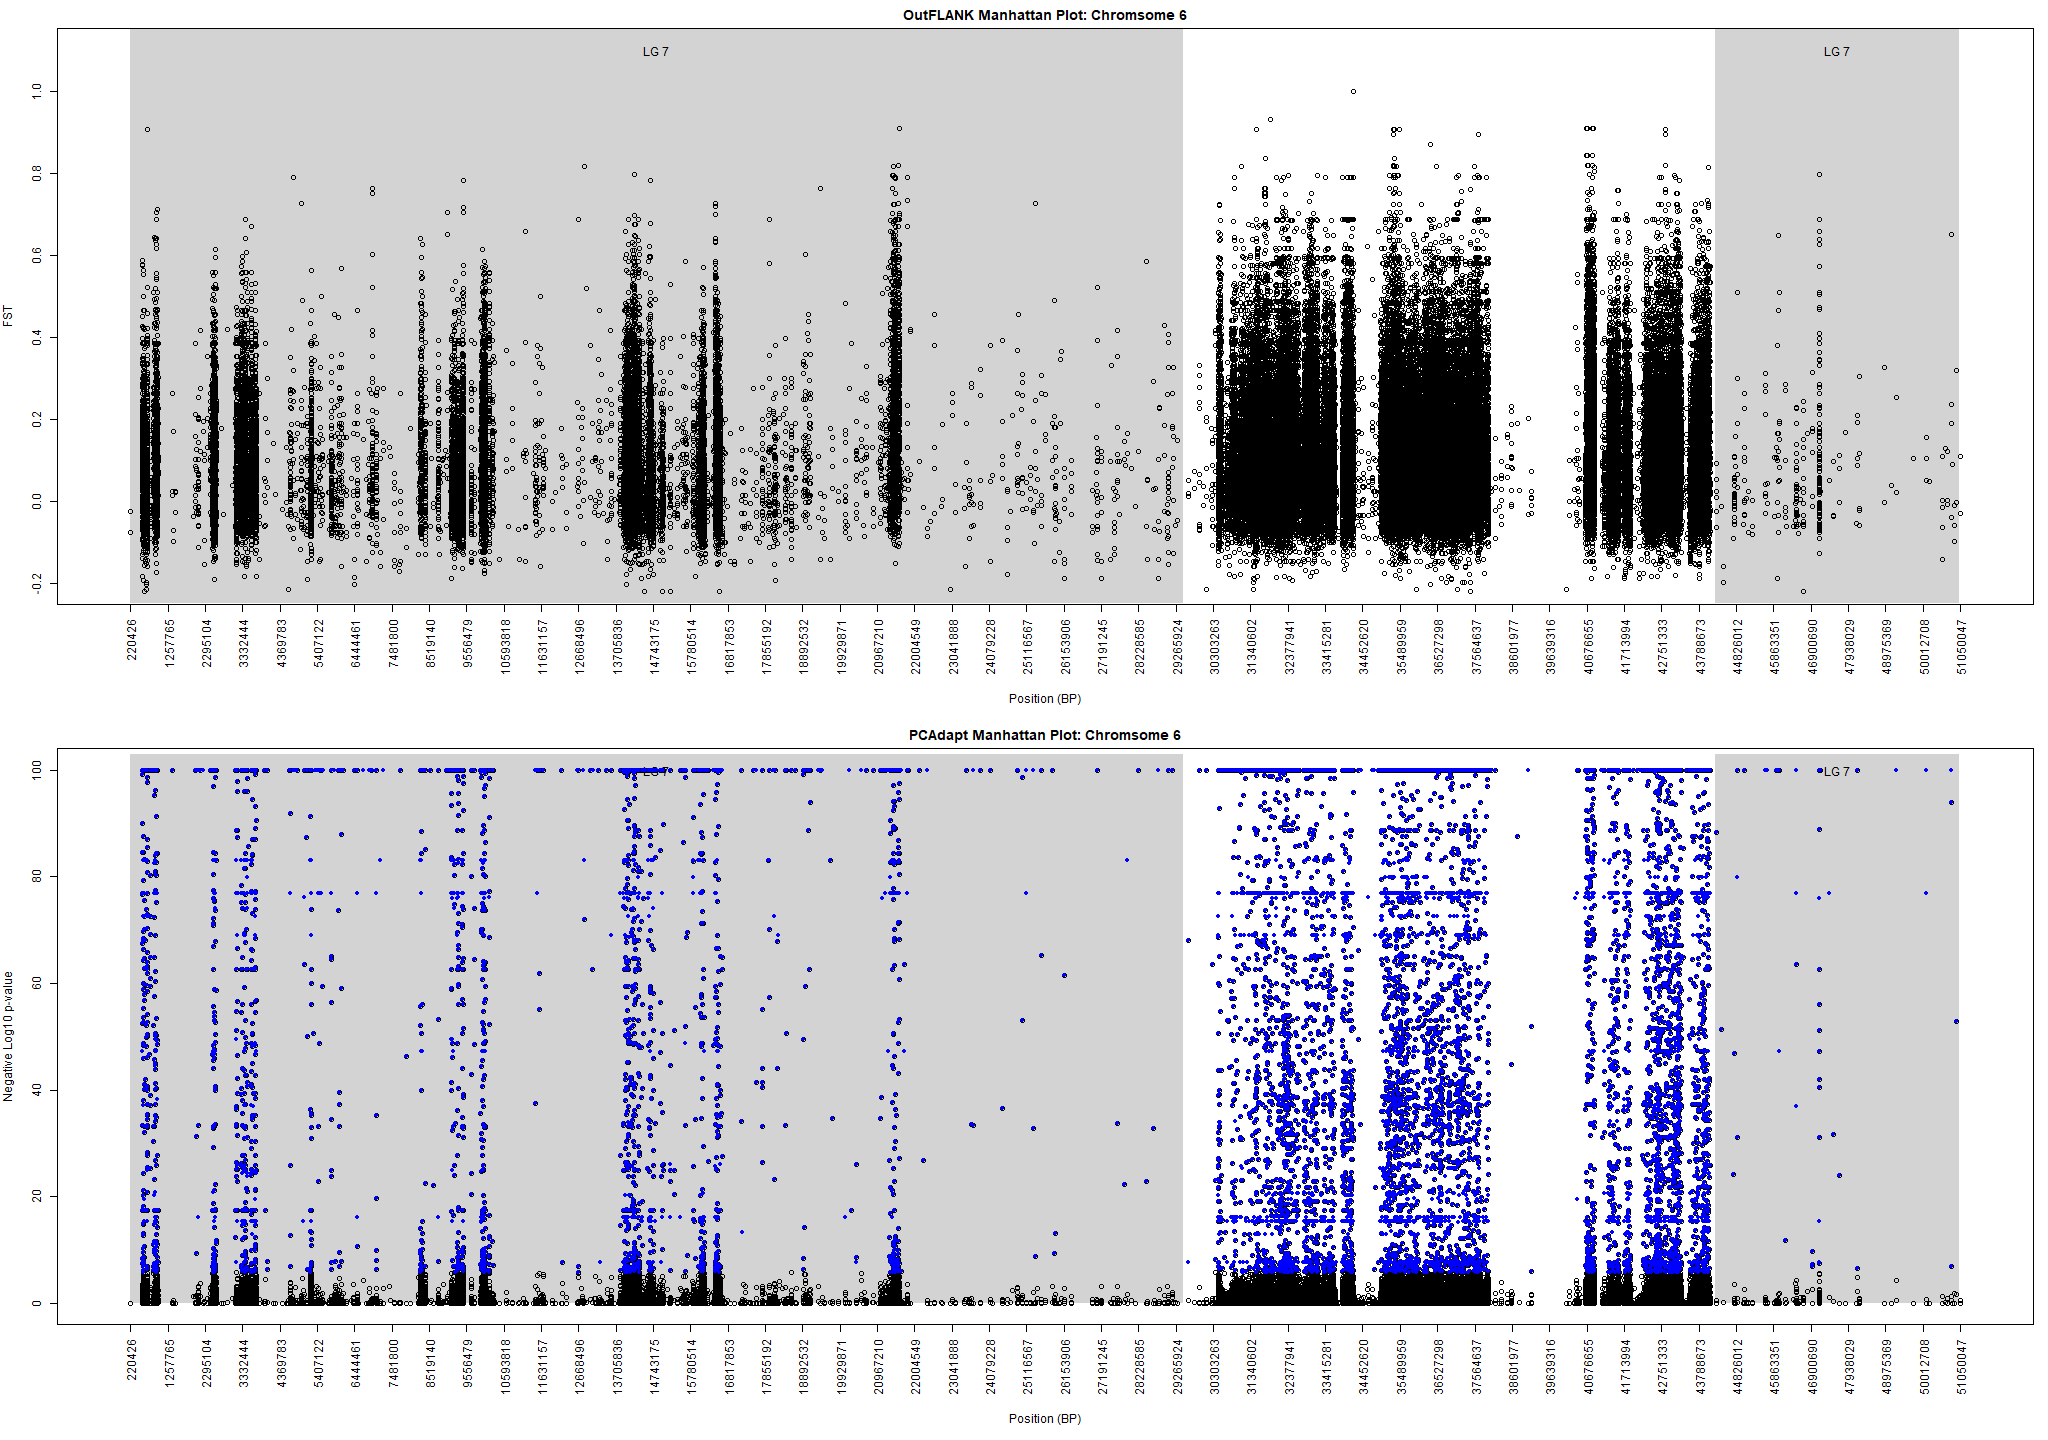 OutFLANK Manhattan Plot: Chromsome 6
LG 7
LG 7
1.0
0.8
0.6
0.4
0.2
0.0
-0.2
FST
220426 1257765 2295104 3332444 4369783 5407122 6444461 7481800 8519140 9556479 10593818 11631157 12668496 13705836 14743175 15780514 16817853 17855192 18892532 19929871 20967210 22004549 23041888 24079228 25116567 26153906 27191245 28228585 29265924 30303263 31340602 32377941 33415281 34452620 35489959 36527298 37564637 38601977 39639316 40676655 41713994 42751333 43788673 44826012 45863351 46900690 47938029 48975369 50012708 51050047
Position (BP)
PCAdapt Manhattan Plot: Chromsome 6
LG 7
LG 7
100
80
60
40
20
0
Negative Log10 p-value
220426 1257765 2295104 3332444 4369783 5407122 6444461 7481800 8519140 9556479 10593818 11631157 12668496 13705836 14743175 15780514 16817853 17855192 18892532 19929871 20967210 22004549 23041888 24079228 25116567 26153906 27191245 28228585 29265924 30303263 31340602 32377941 33415281 34452620 35489959 36527298 37564637 38601977 39639316 40676655 41713994 42751333 43788673 44826012 45863351 46900690 47938029 48975369 50012708 51050047
Position (BP)